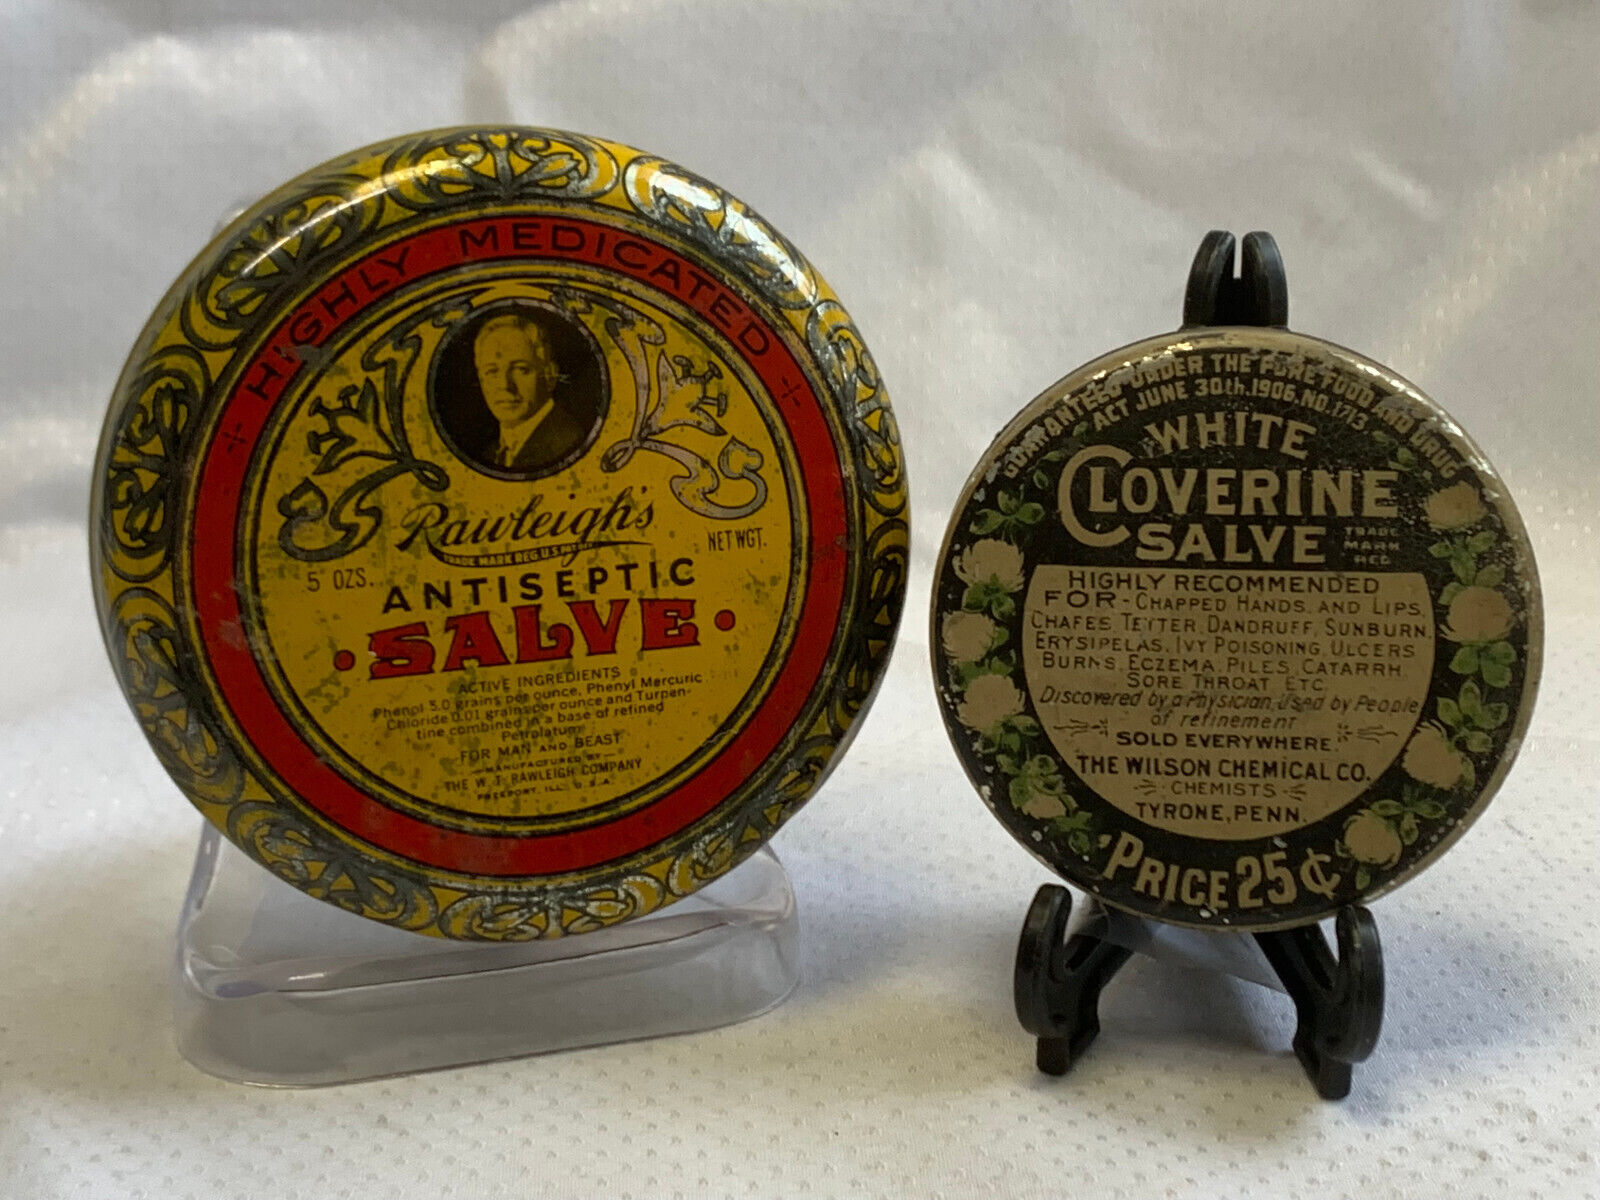 HIGHLY MEDICATED
Rawleigh's
TRADE MARK REG. U.S. PAT. OFF.
5 OZS.
NET WGT.
ANTISEPTIC
• SALVE •
ACTIVE INGREDIENTS
Phenol 3.0 grains per ounce, Phenyl Mercuric
Chloride 0.01 grains per ounce and Turpen-
tine combined in a base of refined
Petrolatum
FOR MAN AND BEAST
MANUFACTURED BY
THE W. T. RAWLEIGH COMPANY
FREEPORT, ILL. U.S.A.
GUARANTEED UNDER THE PURE FOOD AND DRUG
ACT JUNE 30th. 1906. NO. 1713
WHITE
CLOVERINE
SALVE
TRADE
MARK
REG
HIGHLY RECOMMENDED
FOR- CHAPPED HANDS. AND LIPS,
CHAFES, TETTER, DANDRUFF, SUNBURN,
ERYSIPELAS, IVY POISONING, ULCERS
BURNS, ECZEMA, PILES, CATARRH,
SORE THROAT ETC.
Discovered by a Physician, Used by People
of refinement
SOLD EVERYWHERE.
THE WILSON CHEMICAL CO.
CHEMISTS
TYRONE, PENN.
PRICE 25¢